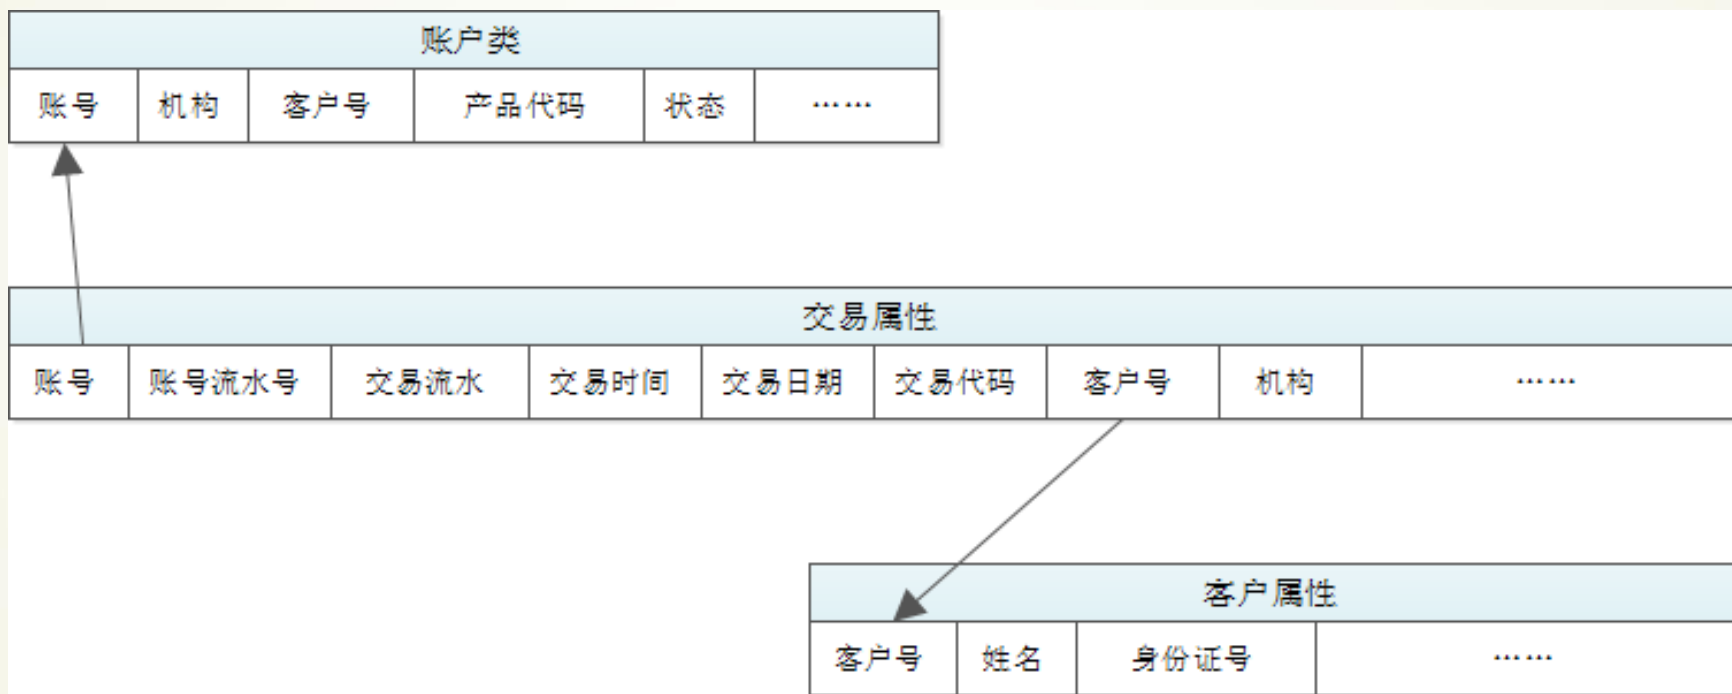 账户类
账号 机构 客户号 产品代码 状态 ……
交易属性
账号 账号流水号 交易流水 交易时间 交易日期 交易代码 客户号 机构 ……
客户属性
客户号 姓名 身份证号 ……